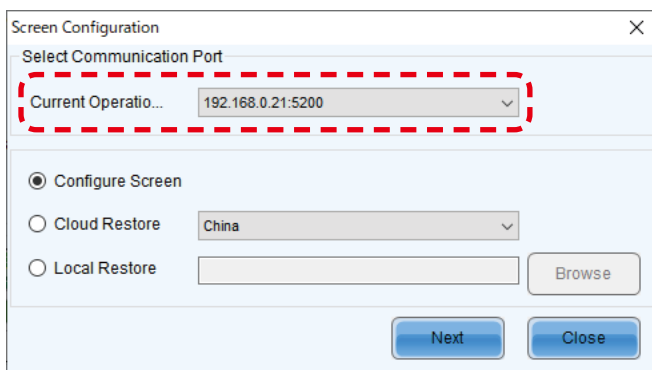 Screen Configuration
Select Communication Port
Current Operatio... 192.168.0.21:5200
Configure Screen
Cloud Restore China
Local Restore Browse
Next Close